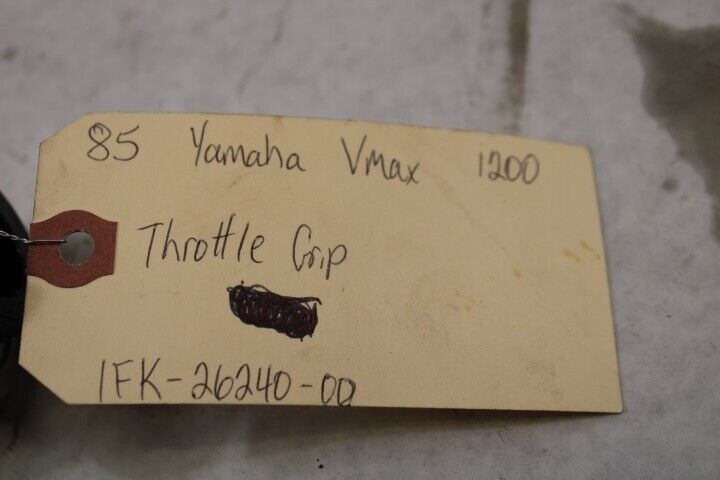 85 Yamaha VMax 1200
Throttle Grip
1FK-26240-00